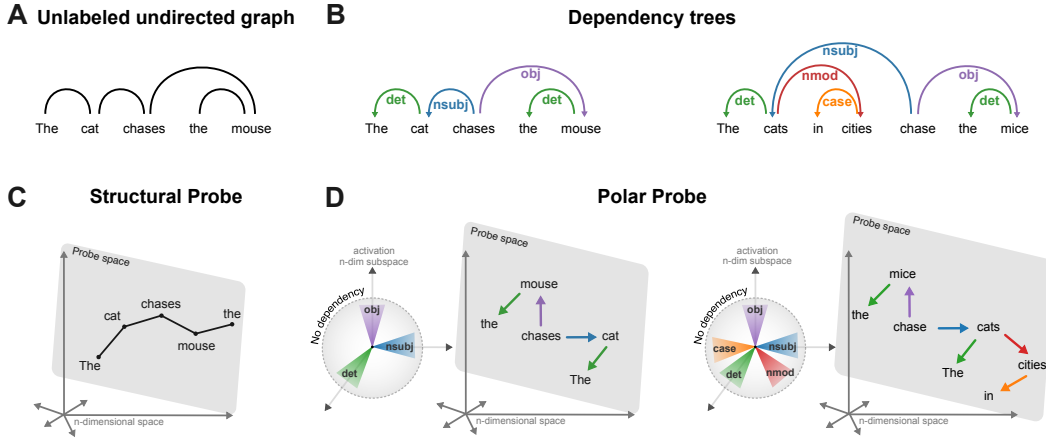 A Unlabeled undirected graph
The cat chases the mouse
B Dependency trees
det nsubj obj det
The cat chases the mouse
nsubj
nmod obj
det case det
The cats in cities chase the mice
C Structural Probe
Probe space
The cat chases mouse the
n-dimensional space
D Polar Probe
activation
n-dim subspace
No dependency
obj
nsubj
det
Probe space
mouse
the
chases cat
The
n-dimensional space
activation
n-dim subspace
No dependency
obj
case nsubj
det nmod
Probe space
mice
the
chase cats
The cities
in
n-dimensional space